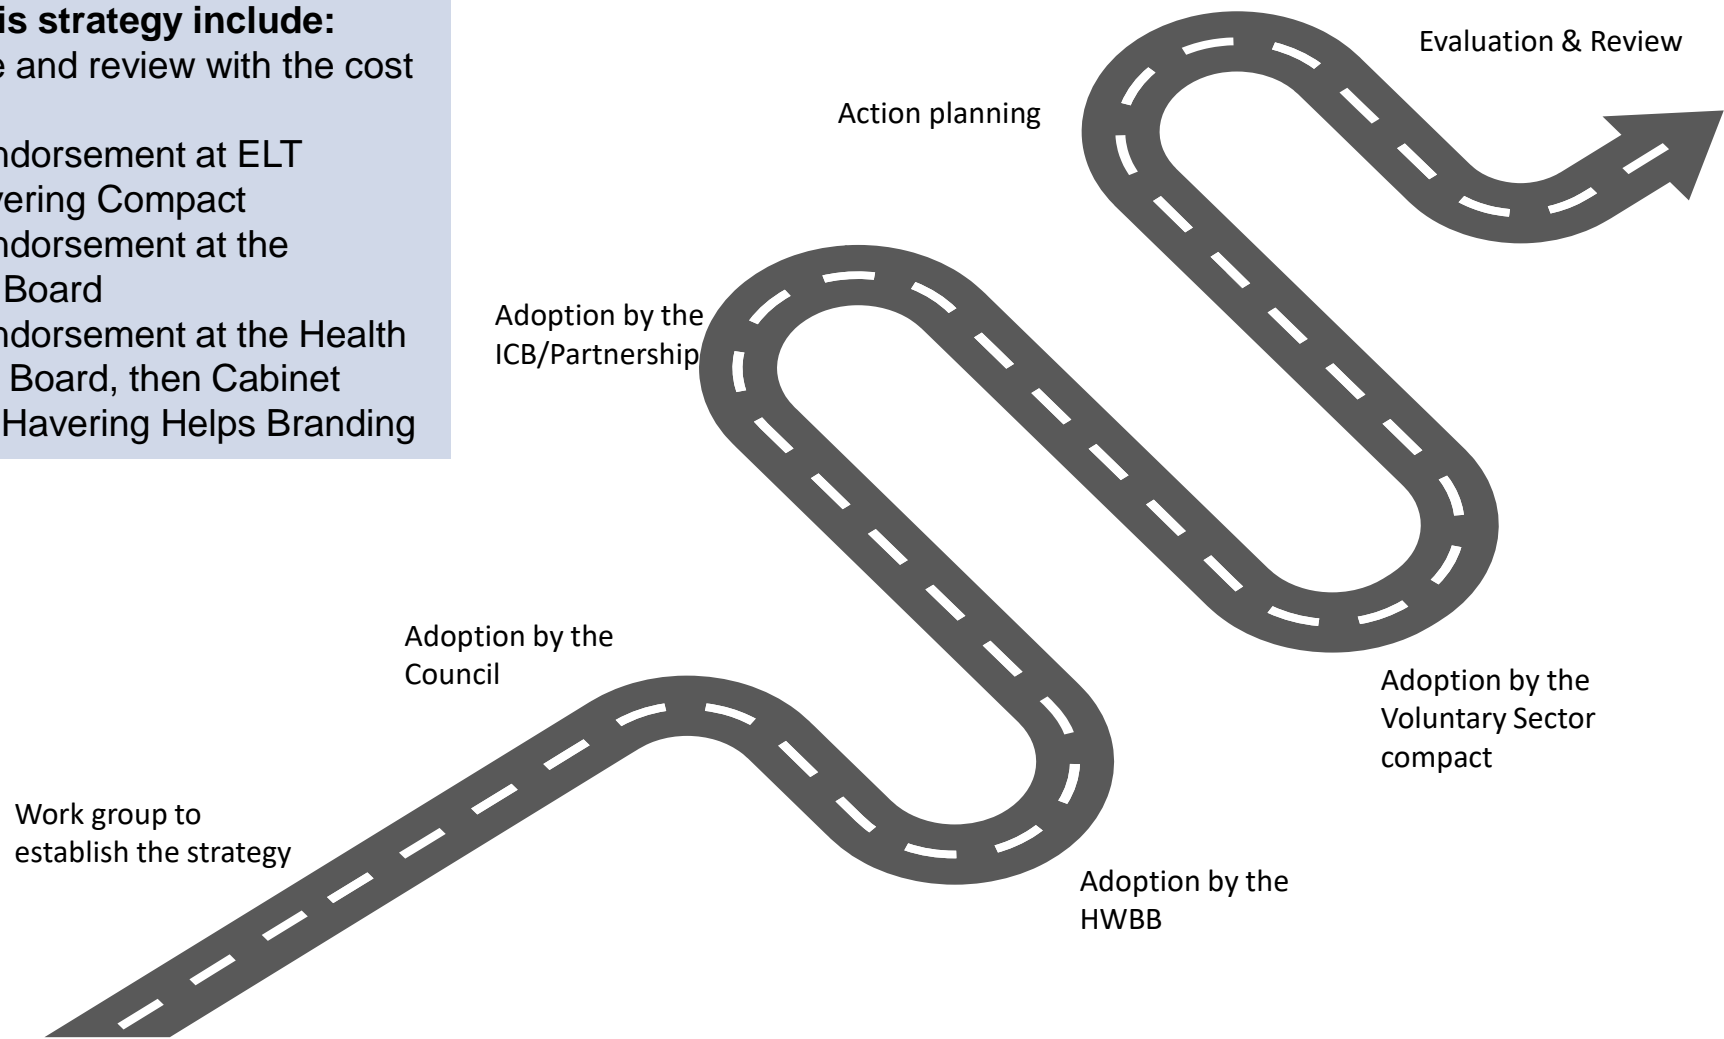 is strategy include:
e and review with the cost
ndorsement at ELT
vering Compact
ndorsement at the
Board
ndorsement at the Health
Board, then Cabinet
Havering Helps Branding
Evaluation & Review
Action planning
Adoption by the
ICB/Partnership
Adoption by the
Council
Adoption by the
Voluntary Sector
compact
Work group to
establish the strategy
Adoption by the
HWBB